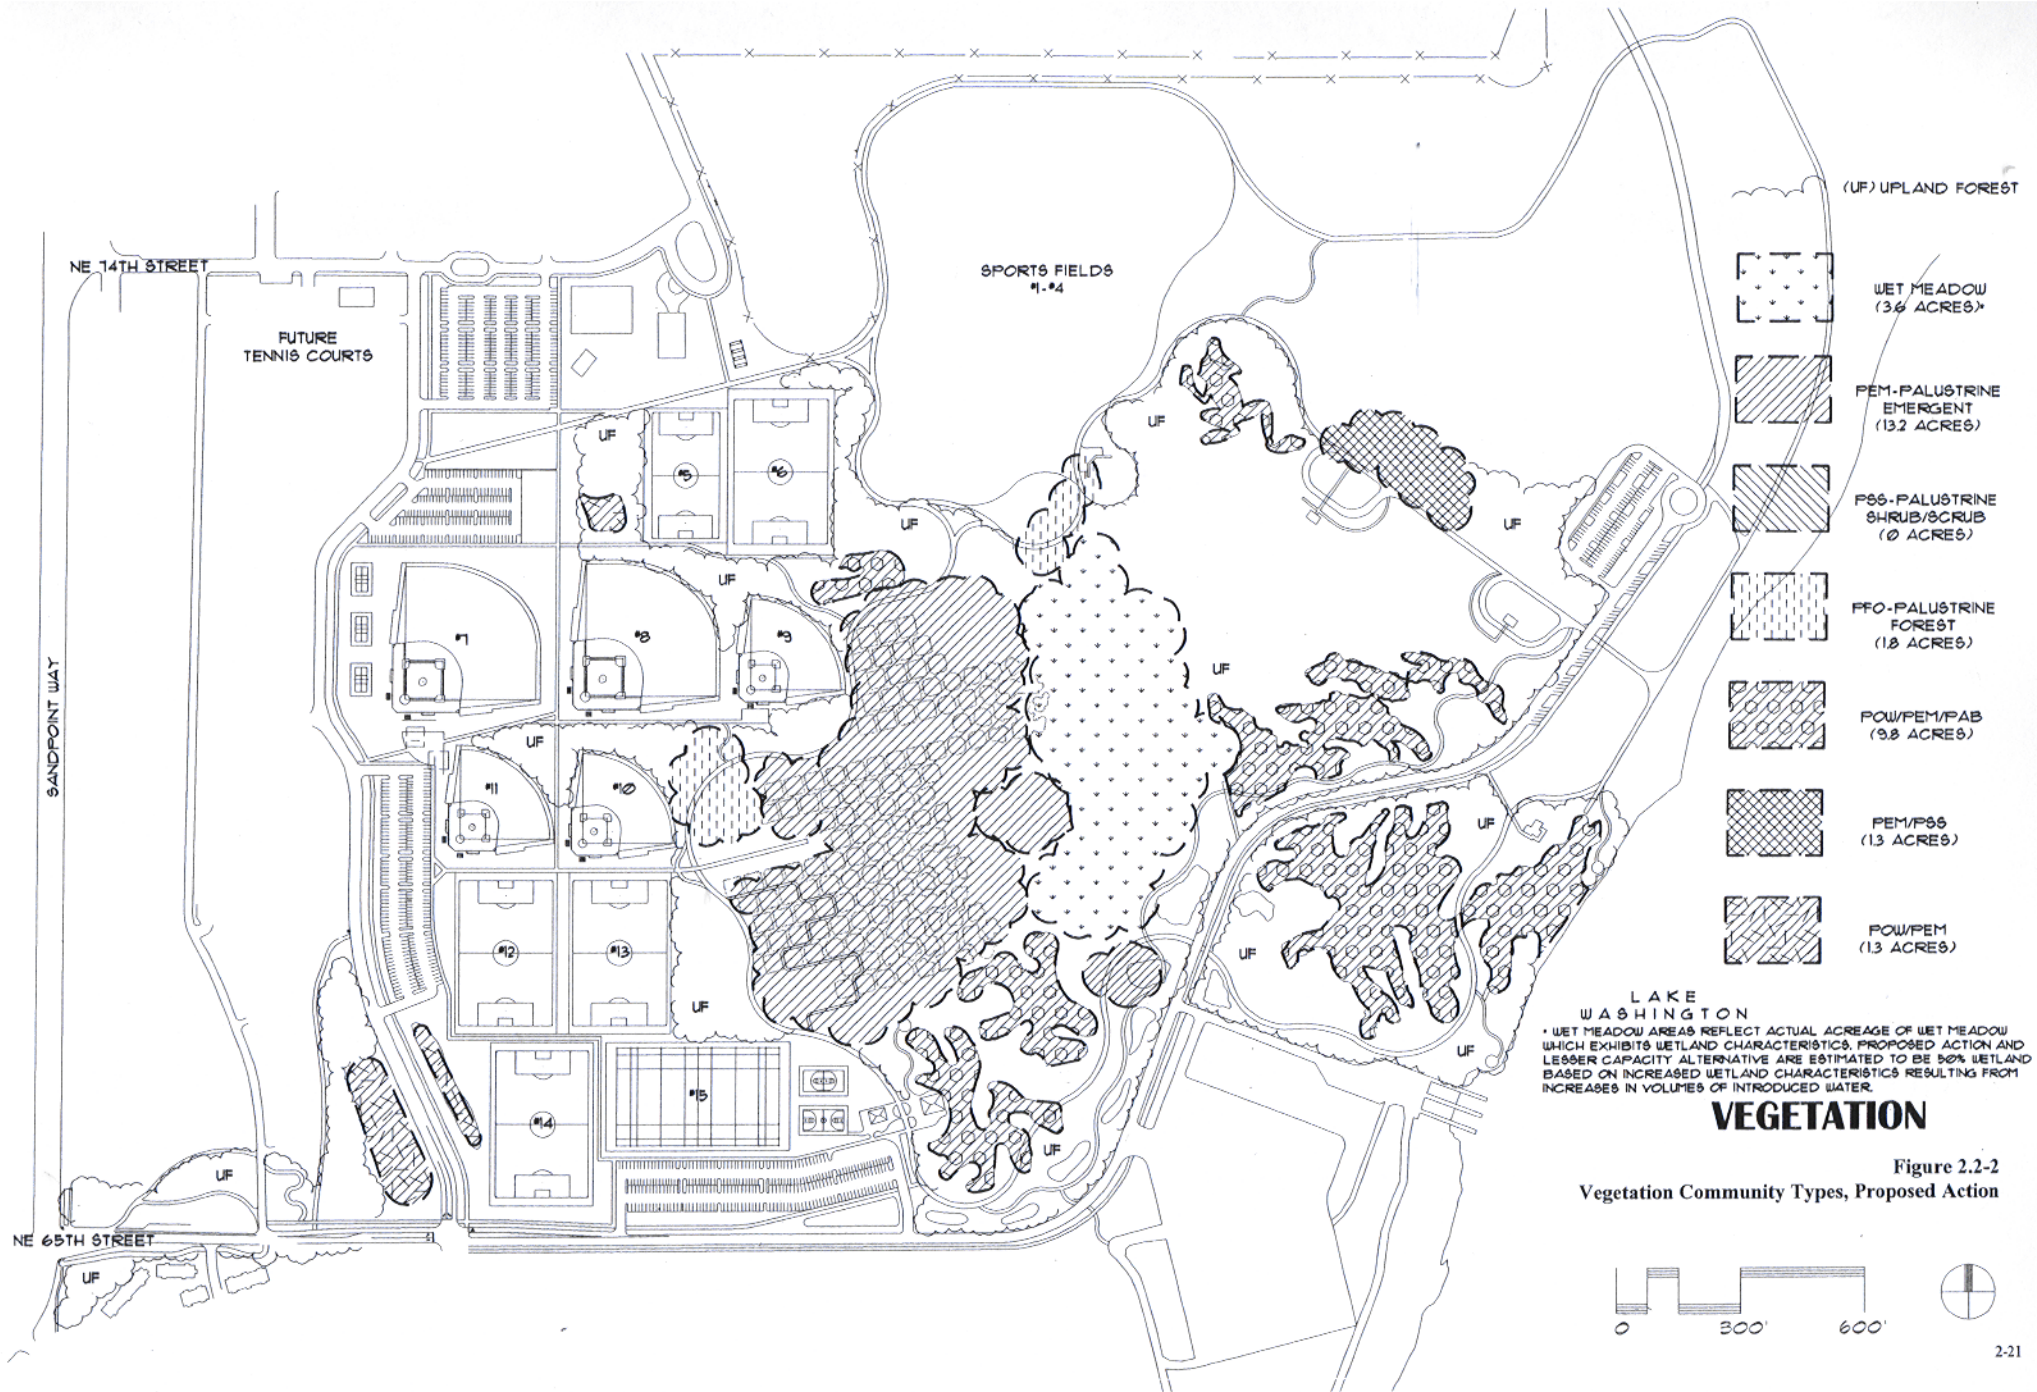 (UF) UPLAND FOREST
NE 74TH STREET
SPORTS FIELDS
#1-#4
WET MEADOW
(3.6 ACRES)*
FUTURE
TENNIS COURTS
PEM-PALUSTRINE
EMERGENT
(13.2 ACRES)
UF
UF
#5
#6
PSS-PALUSTRINE
SHRUB/SCRUB
(0 ACRES)
UF
UF
UF
PFO-PALUSTRINE
FOREST
(1.8 ACRES)
#7
#8
#9
UF
SANDPOINT WAY
POW/PEM/PAB
(9.8 ACRES)
UF
#11
#10
UF
PEM/PSS
(1.3 ACRES)
#12
#13
UF
POW/PEM
(1.3 ACRES)
UF
LAKE
WASHINGTON
* WET MEADOW AREAS REFLECT ACTUAL ACREAGE OF WET MEADOW
WHICH EXHIBITS WETLAND CHARACTERISTICS. PROPOSED ACTION AND
LESSER CAPACITY ALTERNATIVE ARE ESTIMATED TO BE 50% WETLAND
BASED ON INCREASED WETLAND CHARACTERISTICS RESULTING FROM
INCREASES IN VOLUMES OF INTRODUCED WATER.
UF
#15
#14
VEGETATION
UF
UF
Figure 2.2-2
Vegetation Community Types, Proposed Action
NE 65TH STREET
UF
0 300' 600'
2-21